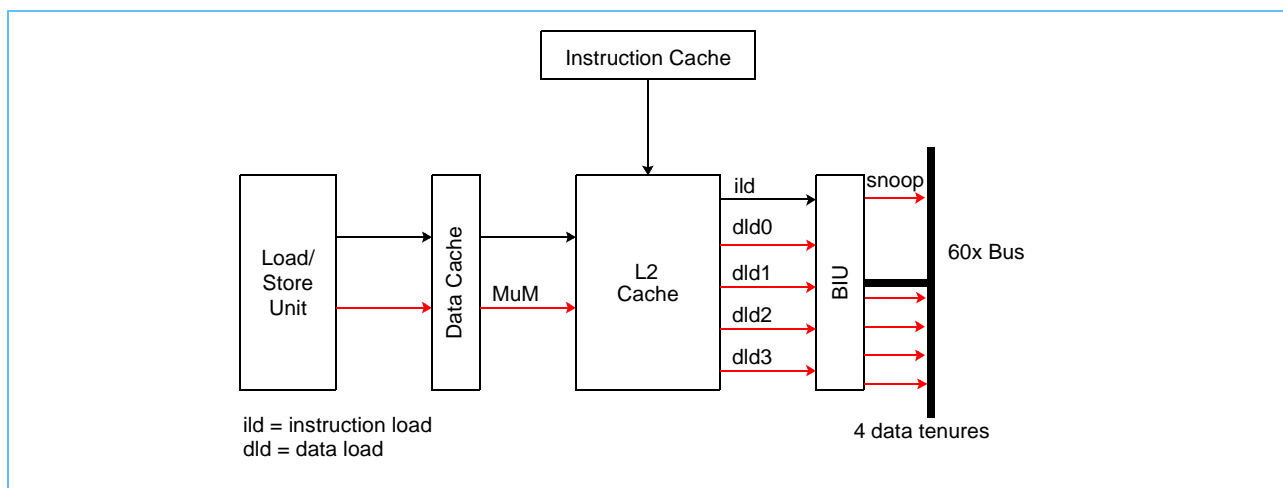 Instruction Cache
ild
snoop
dld0
Load/
Store
Unit
Data Cache
MuM
L2
Cache
dld1
dld2
dld3
BIU
60x Bus
ild = instruction load
dld = data load
4 data tenures